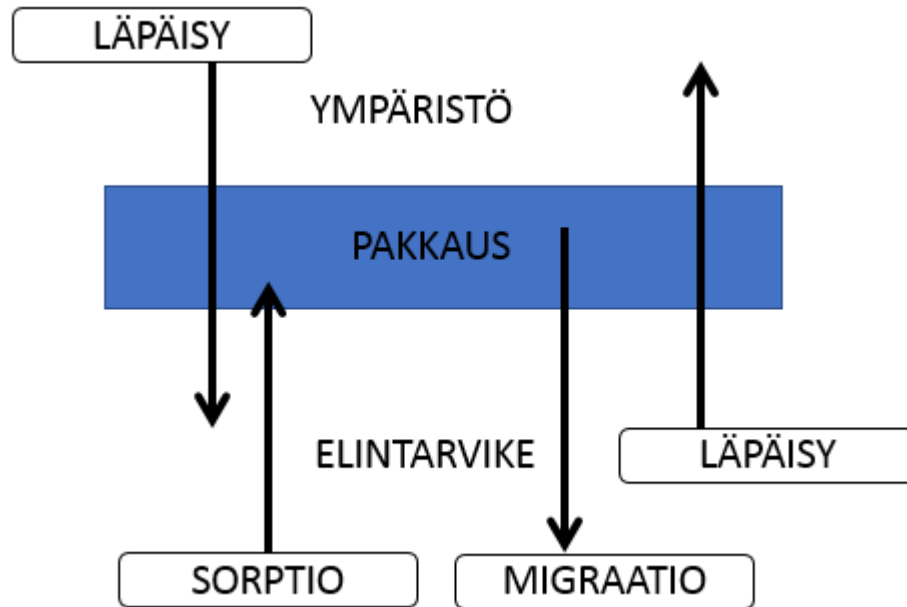 LÄPÄISY
YMPÄRISTÖ
PAKKAUS
ELINTARVIKE
LÄPÄISY
SORPTIO
MIGRAATIO